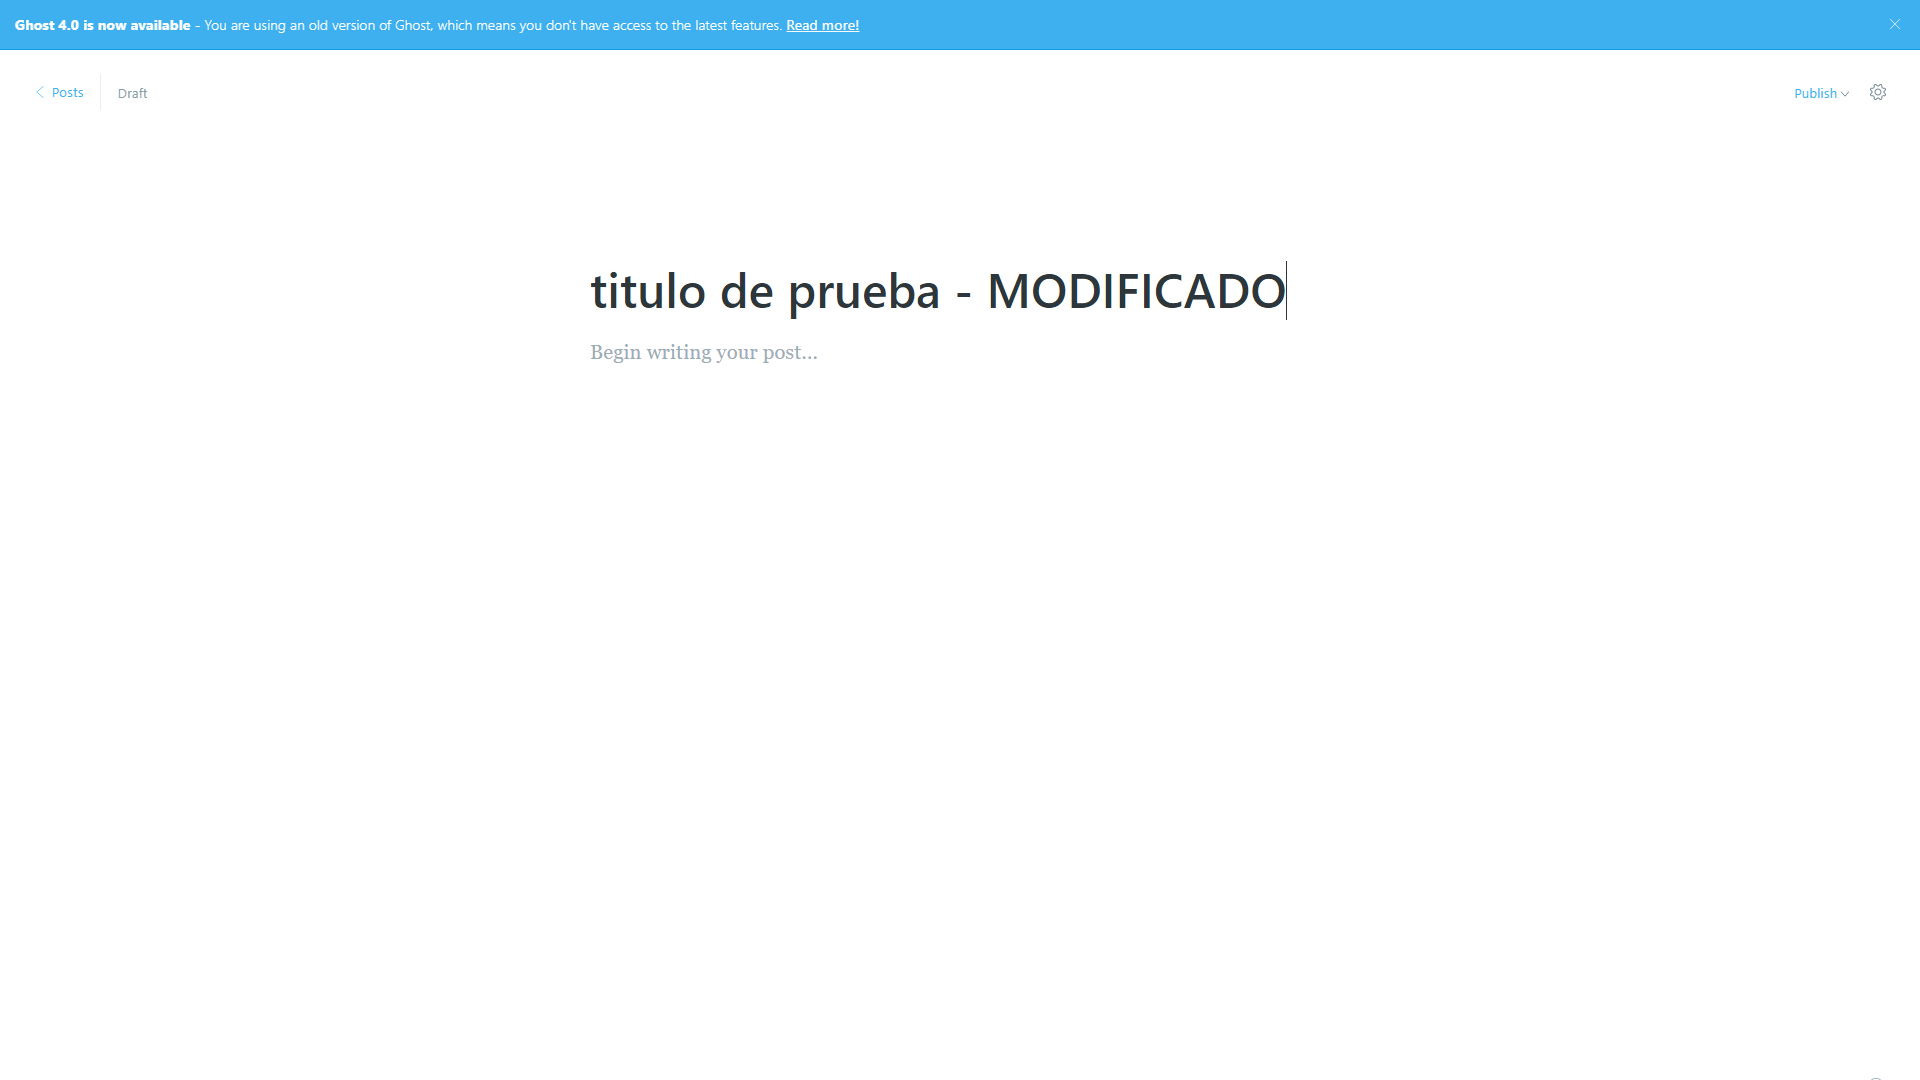 Ghost 4.0 is now available - You are using an old version of Ghost, which means you don't have access to the latest features. Read more!
Posts
Draft
Publish
titulo de prueba - MODIFICADO
Begin writing your post...